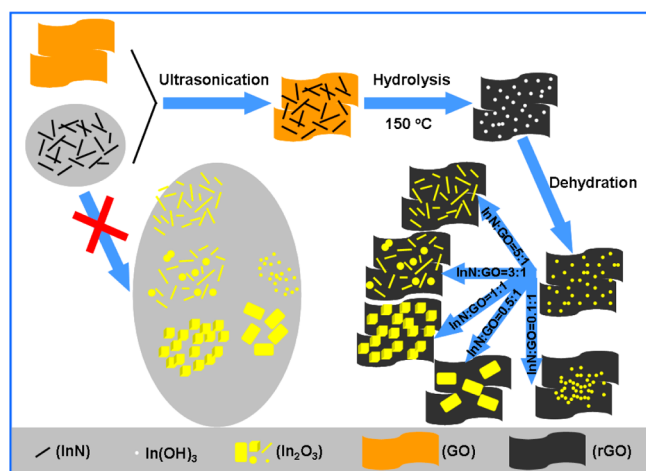 Ultrasonication
Hydrolysis
150 °C
Dehydration
InN:GO=5:1
InN:GO=3:1
InN:GO=1:1
InN:GO=0.5:1
InN:GO=0.1:1
(InN)
In(OH)₃
(In₂O₃)
(GO)
(rGO)